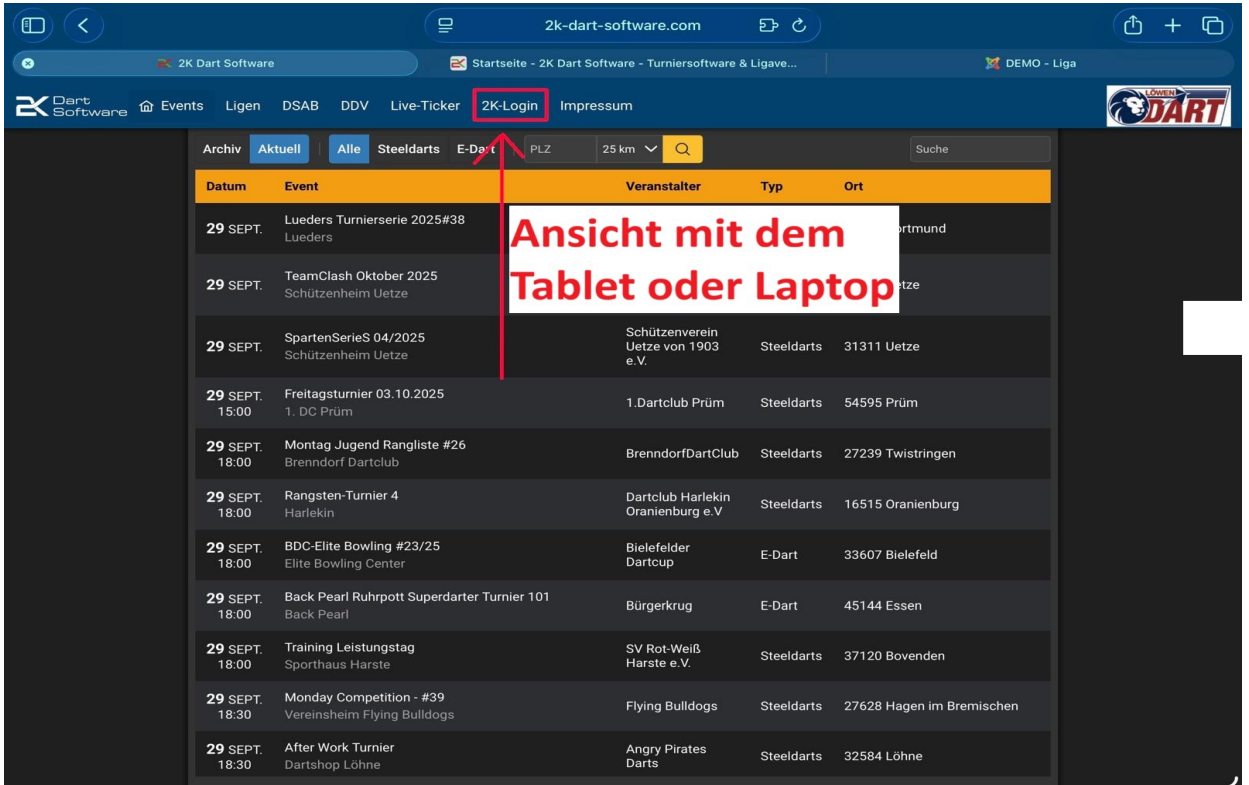 2k-dart-software.com
2K Dart Software
Startseite - 2K Dart Software - Turniersoftware & Ligave...
DEMO - Liga
2K Dart Software
Events Ligen DSAB DDV Live-Ticker 2K-Login Impressum
LÖWEN DART
Archiv Aktuell Alle Steeldarts E-Dart PLZ 25 km Suche
Datum Event Veranstalter Typ Ort
29 SEPT. Lueders Turnierserie 2025#38
Lueders
Ansicht mit dem
Tablet oder Laptop
29 SEPT. TeamClash Oktober 2025
Schützenheim Uetze
29 SEPT. SpartenSerieS 04/2025
Schützenheim Uetze
Schützenverein
Uetze von 1903
e.V.
Steeldarts 31311 Uetze
29 SEPT.
15:00
Freitagsturnier 03.10.2025
1. DC Prüm
1.Dartclub Prüm Steeldarts 54595 Prüm
29 SEPT.
18:00
Montag Jugend Rangliste #26
Brenndorf Dartclub
BrenndorfDartClub Steeldarts 27239 Twistringen
29 SEPT.
18:00
Rangsten-Turnier 4
Harlekin
Dartclub Harlekin
Oranienburg e.V
Steeldarts 16515 Oranienburg
29 SEPT.
18:00
BDC-Elite Bowling #23/25
Elite Bowling Center
Bielefelder
Dartcup
E-Dart 33607 Bielefeld
29 SEPT.
18:00
Back Pearl Ruhrpott Superdarter Turnier 101
Back Pearl
Bürgerkrug E-Dart 45144 Essen
29 SEPT.
18:00
Training Leistungstag
Sporthaus Harste
SV Rot-Weiß
Harste e.V.
Steeldarts 37120 Bovenden
29 SEPT.
18:30
Monday Competition - #39
Vereinsheim Flying Bulldogs
Flying Bulldogs Steeldarts 27628 Hagen im Bremischen
29 SEPT.
18:30
After Work Turnier
Dartshop Löhne
Angry Pirates
Darts
Steeldarts 32584 Löhne